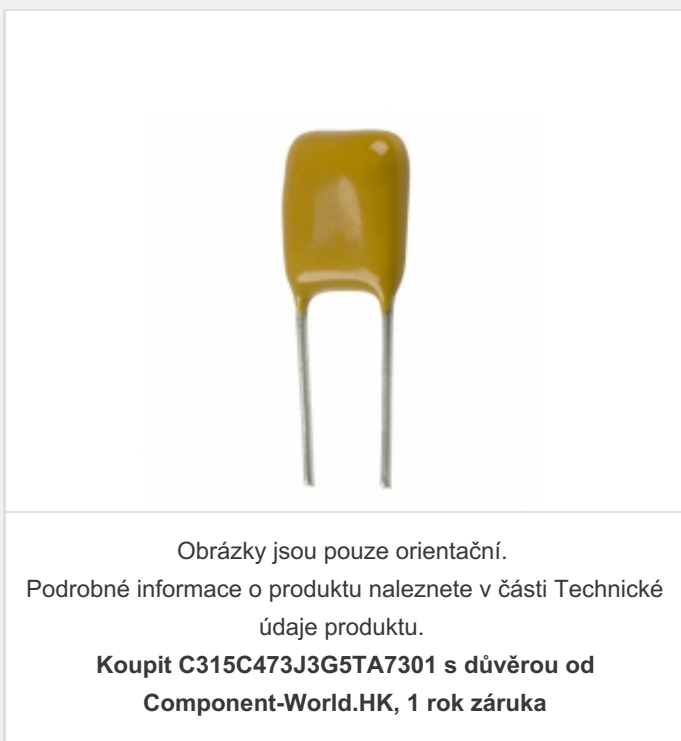 Obrázky jsou pouze orientační.
Podrobné informace o produktu naleznete v části Technické
údaje produktu.
Koupit C315C473J3G5TA7301 s důvěrou od
Component-World.HK, 1 rok záruka